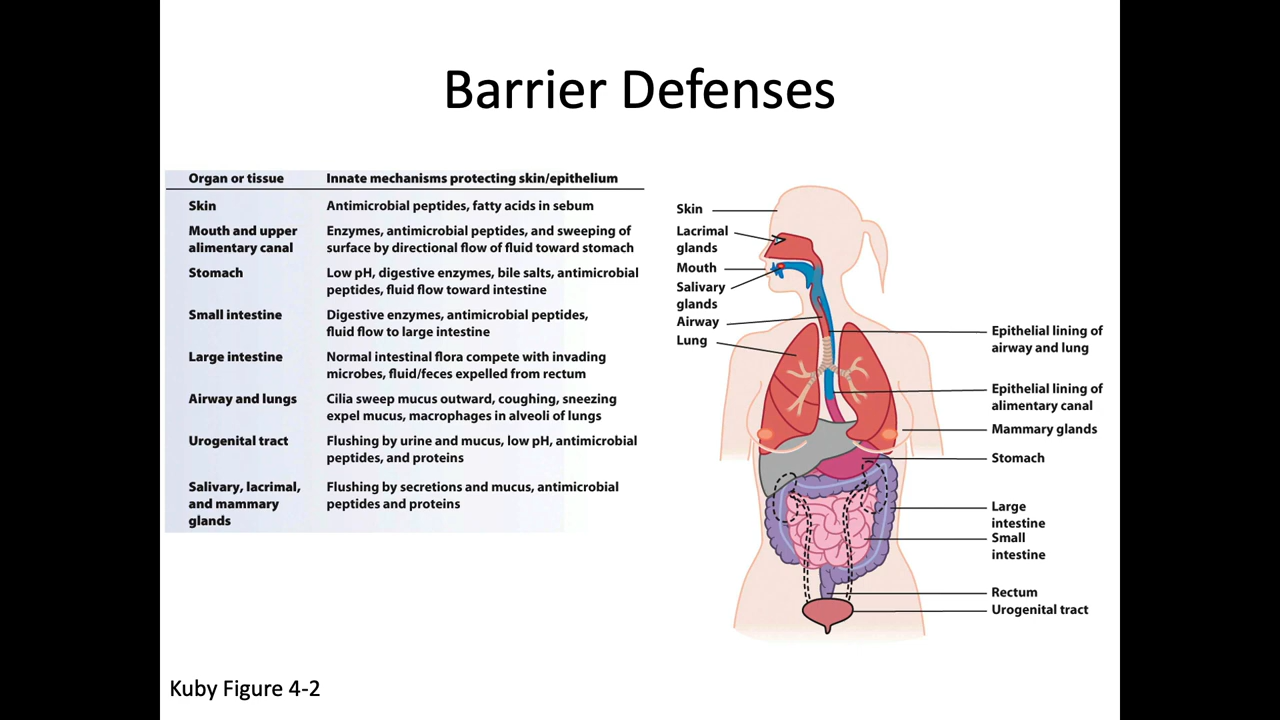 Barrier Defenses
Organ or tissue Innate mechanisms protecting skin/epithelium
Skin Antimicrobial peptides, fatty acids in sebum
Mouth and upper Enzymes, antimicrobial peptides, and sweeping of
alimentary canal surface by directional flow of fluid toward stomach
Stomach Low pH, digestive enzymes, bile salts, antimicrobial
peptides, fluid flow toward intestine
Small intestine Digestive enzymes, antimicrobial peptides,
fluid flow to large intestine
Large intestine Normal intestinal flora compete with invading
microbes, fluid/feces expelled from rectum
Airway and lungs Cilia sweep mucus outward, coughing, sneezing
expel mucus, macrophages in alveoli of lungs
Urogenital tract Flushing by urine and mucus, low pH, antimicrobial
peptides, and proteins
Salivary, lacrimal, Flushing by secretions and mucus, antimicrobial
and mammary peptides and proteins
glands
Skin
Lacrimal
glands
Mouth
Salivary
glands
Airway
Lung
Epithelial lining of
airway and lung
Epithelial lining of
alimentary canal
Mammary glands
Stomach
Large
intestine
Small
intestine
Rectum
Urogenital tract
Kuby Figure 4-2